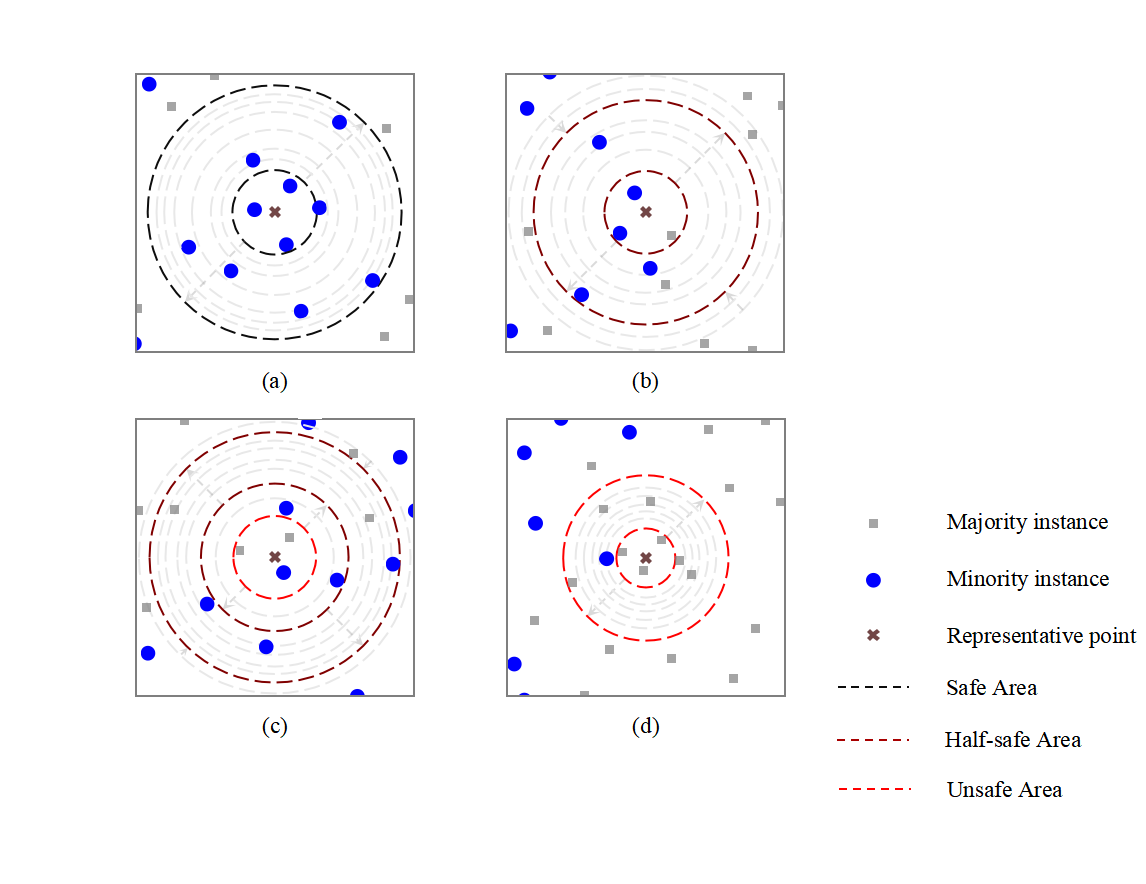 (a)
(b)
(c)
(d)
Majority instance
Minority instance
Representative point
Safe Area
Half-safe Area
Unsafe Area